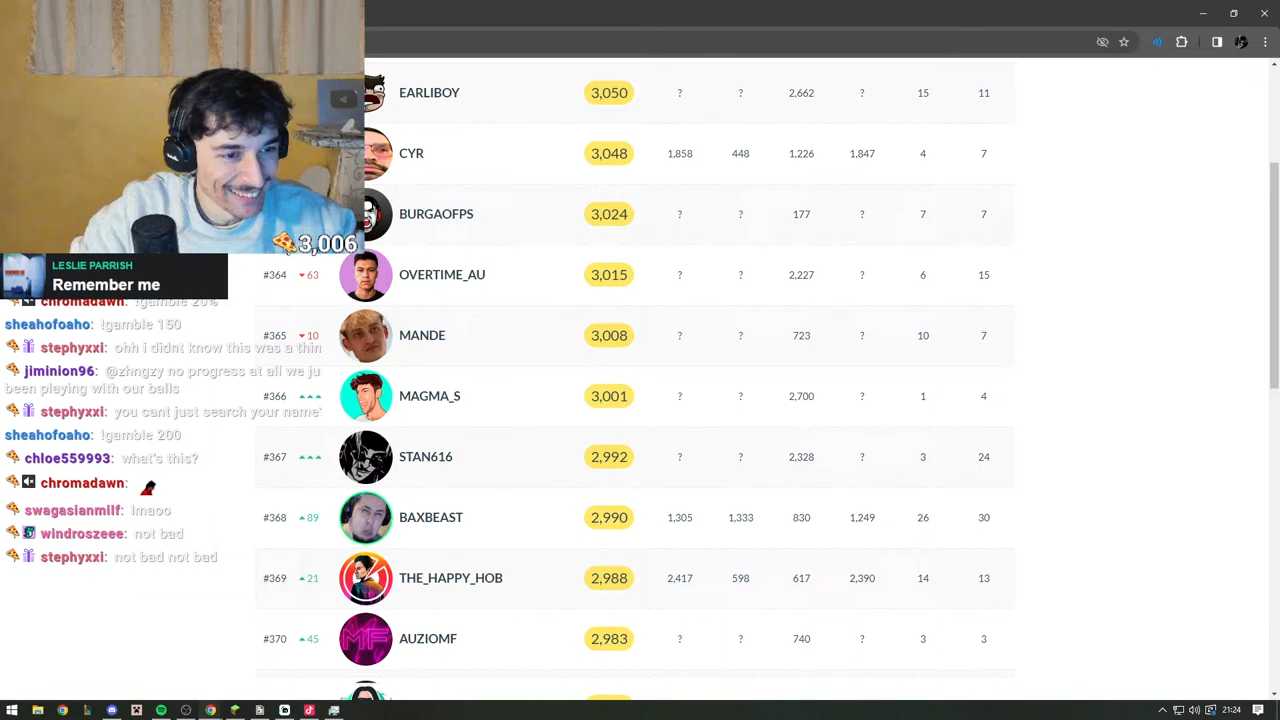 EARLIBOY 3,050 ? ? 2,662 ? 15 11
CYR 3,048 1,858 448 1,226 1,847 4 7
BURGAOFPS 3,024 ? ? 177 ? 7 7
3,006
#364 63 OVERTIME_AU 3,015 ? ? 2,227 ? 6 15
#365 10 MANDE 3,008 ? ? 723 ? 10 7
#366 MAGMA_S 3,001 ? ? 2,700 ? 1 4
#367 STAN616 2,992 ? ? 2,328 ? 3 24
#368 89 BAXBEAST 2,990 1,305 1,333 830 1,249 26 30
#369 21 THE_HAPPY_HOB 2,988 2,417 598 617 2,390 14 13
#370 45 AUZIOMF 2,983 ? ? 740 ? 3 3
MF
LESLIE PARRISH
Remember me
chromadawn: !gamble 20%
sheahofoaho: !gamble 150
stephyxxi: ohh i didnt know this was a thin
jiminion96: @zhngzy no progress at all we ju
been playing with our balls
stephyxxi: you cant just search your name'
sheahofoaho: !gamble 200
chloe559993: what's this?
chromadawn:
swagasianmilf: lmaoo
windroszeee: not bad
stephyxxi: not bad not bad
21:24